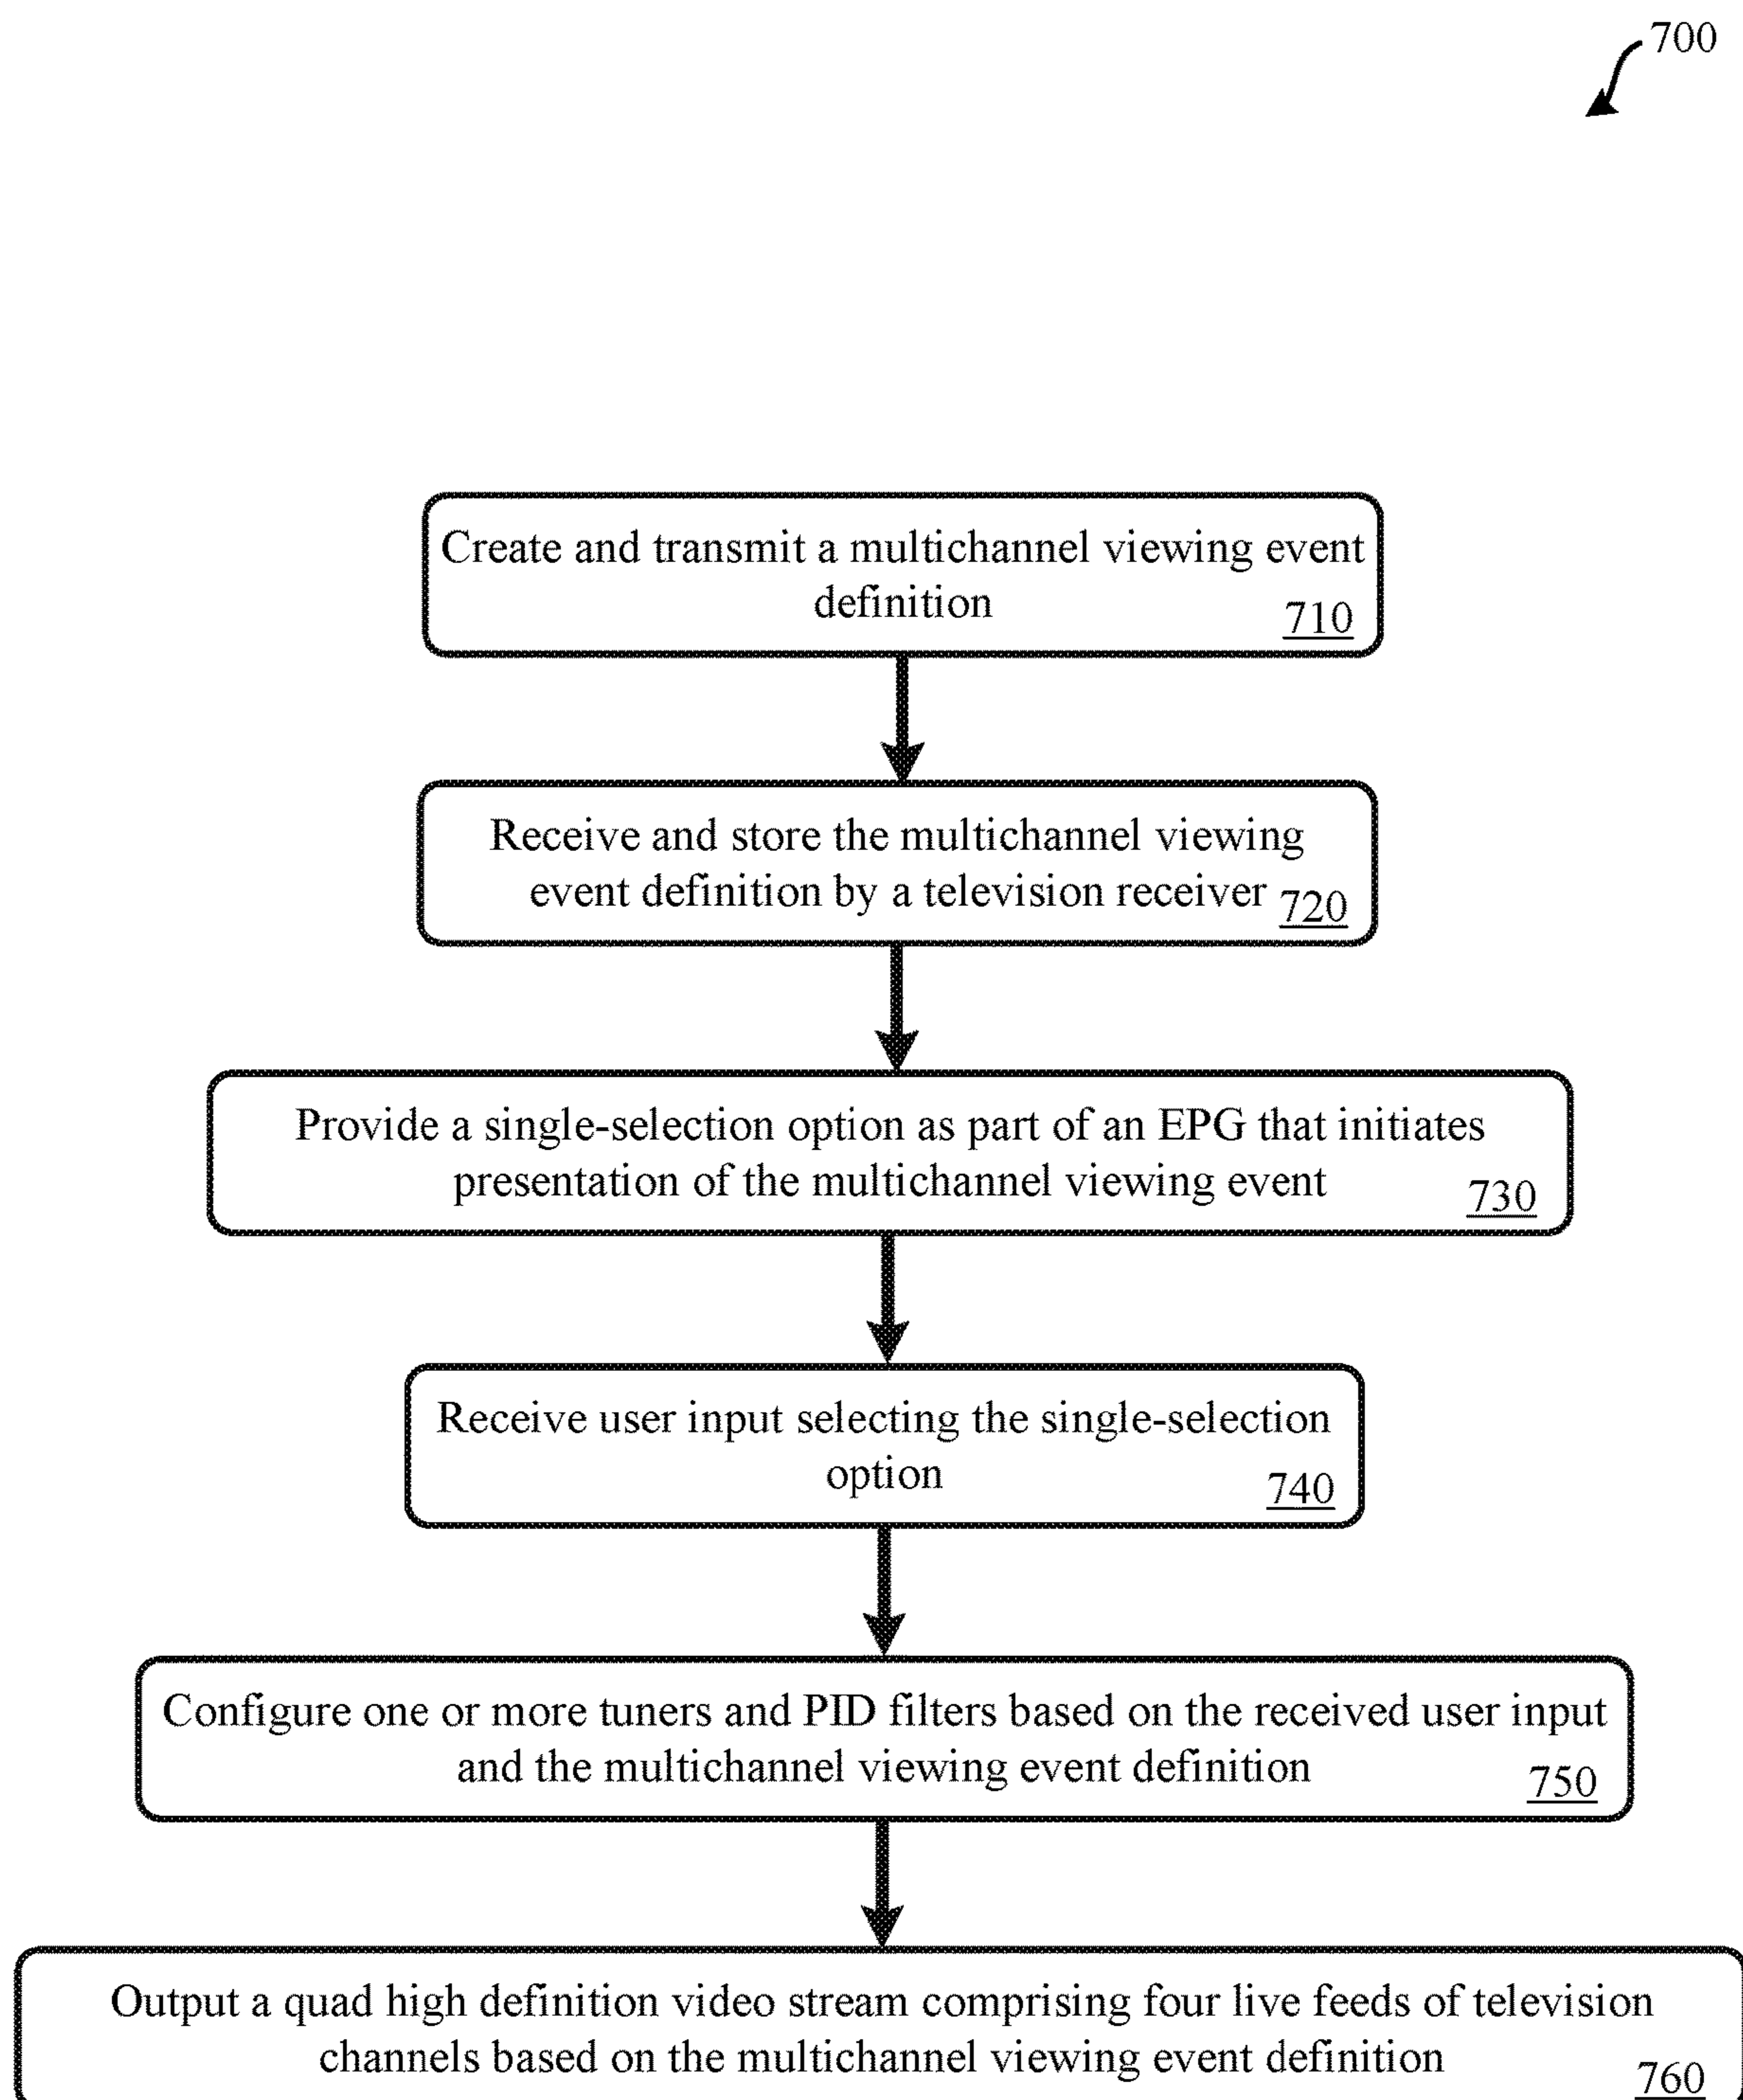 700
Create and transmit a multichannel viewing event
definition
710
Receive and store the multichannel viewing
event definition by a television receiver
720
Provide a single-selection option as part of an EPG that initiates
presentation of the multichannel viewing event
730
Receive user input selecting the single-selection
option
740
Configure one or more tuners and PID filters based on the received user input
and the multichannel viewing event definition
750
Output a quad high definition video stream comprising four live feeds of television
channels based on the multichannel viewing event definition
760